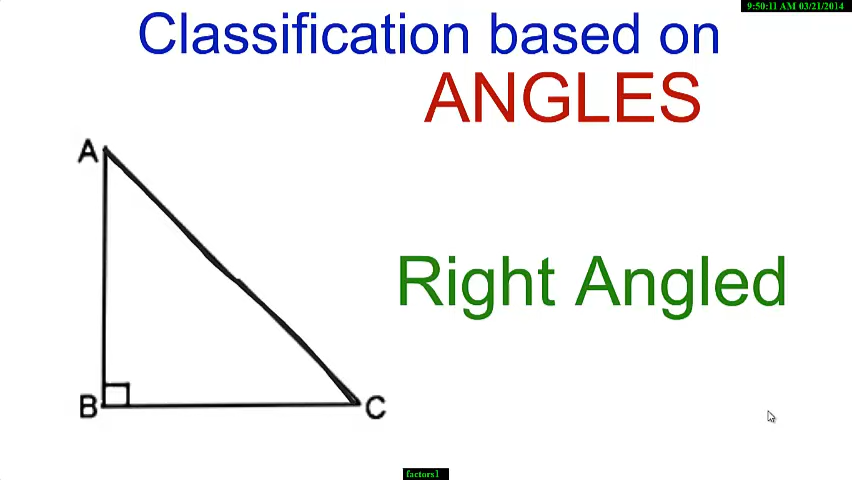 9:50:11 AM 03/21/2014
Classification based on
ANGLES
A
Right Angled
B
C
factors1